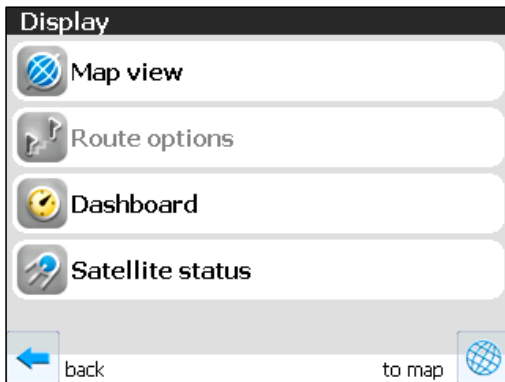 Display
Map view
Route options
Dashboard
Satellite status
back to map